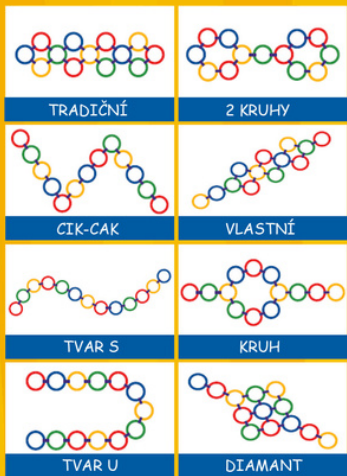 TRADIČNÍ
2 KRUHY
CIK-CAK
VLASTNÍ
TVAR S
KRUH
TVAR U
DIAMANT